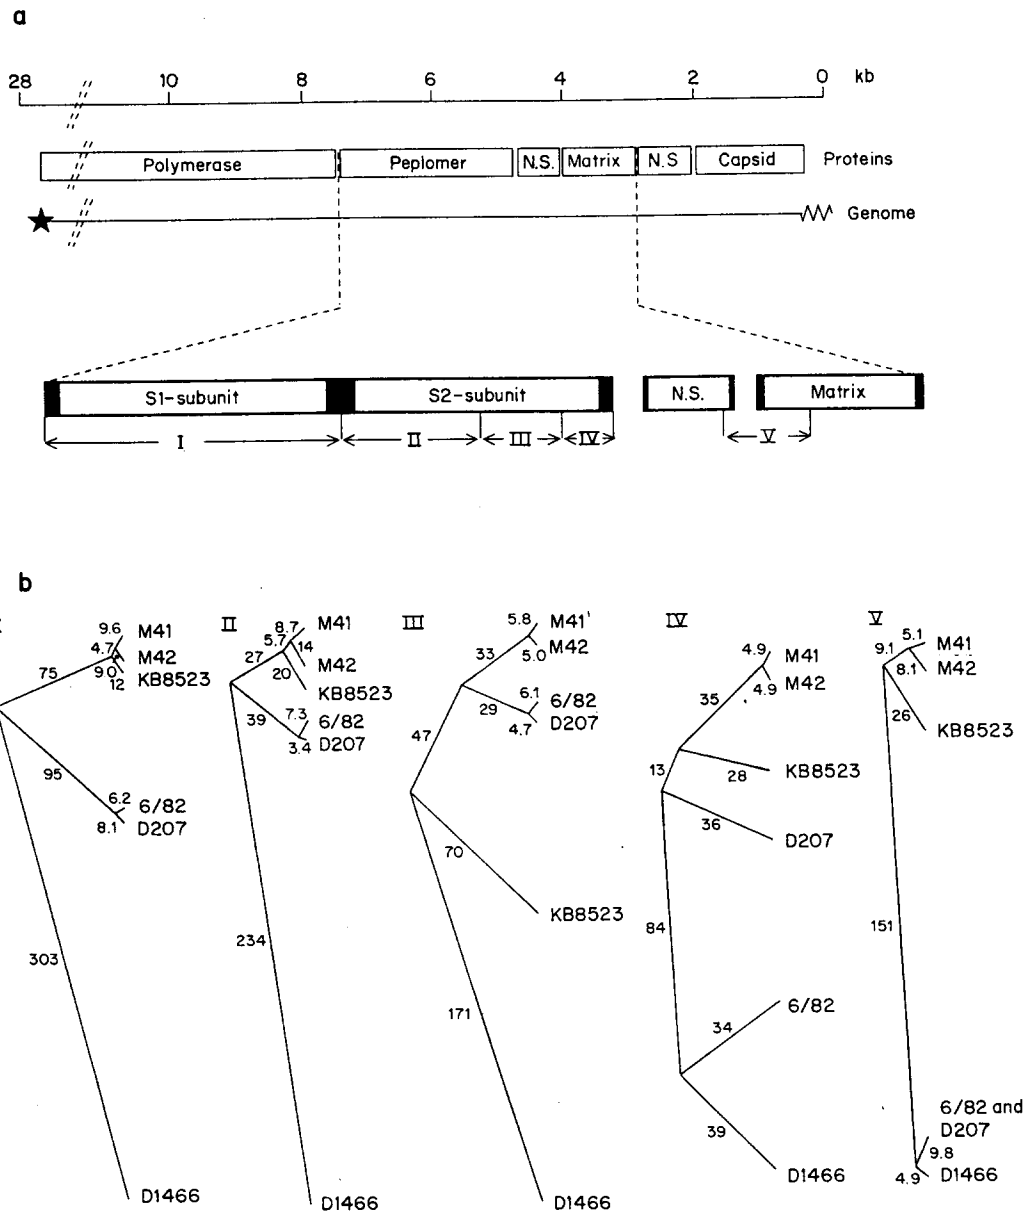 a
28 10 8 6 4 2 0 kb
Polymerase Peplomer N.S. Matrix N.S Capsid Proteins
Genome
S1-subunit S2-subunit N.S. Matrix
I II III IV V
b
II III IV V
9.6 M41
4.7 M42
75 9.0
12 KB8523
95
6.2 6/82
8.1 D207
303
D1466
8.7 M41
5.7 14
27 M42
20 KB8523
39 7.3 6/82
3.4 D207
234
D1466
5.8 M41
33 5.0 M42
29 6.1 6/82
4.7 D207
47
70
KB8523
171
D1466
4.9 M41
4.9 M42
35
13 28 KB8523
36 D207
84
34 6/82
39
D1466
5.1 M41
9.1 8.1 M42
26 KB8523
151
6/82 and
D207
9.8
4.9 D1466